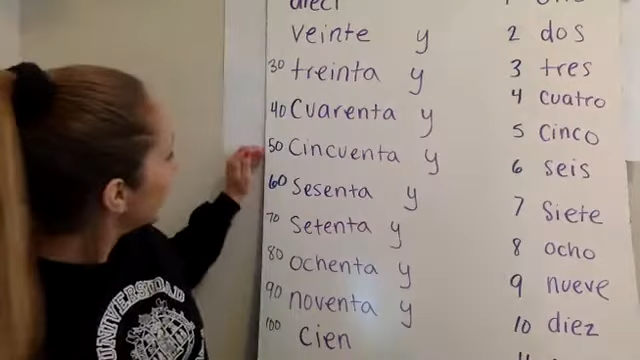 dieci
veinte y
30 treinta y
40 Cuarenta y
50 Cincuenta y
60 Sesenta y
70 Setenta y
80 ochenta y
90 noventa y
100 cien
2 dos
3 tres
4 cuatro
5 cinco
6 seis
7 siete
8 ocho
9 nueve
10 diez
UNIVERSIDAD